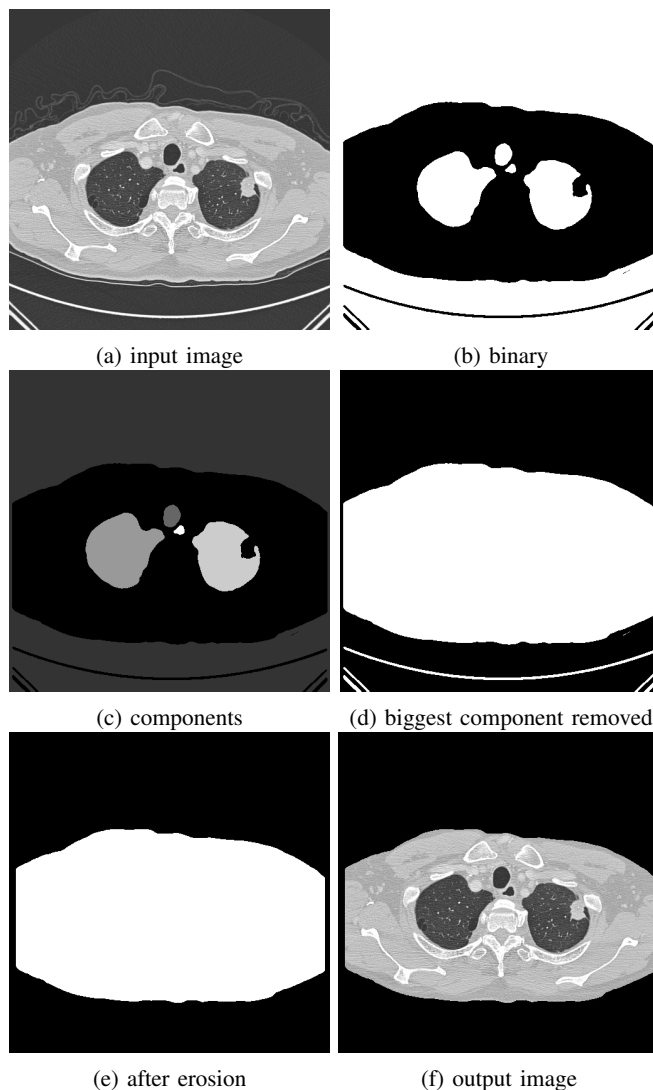 (a) input image
(b) binary
(c) components
(d) biggest component removed
(e) after erosion
(f) output image